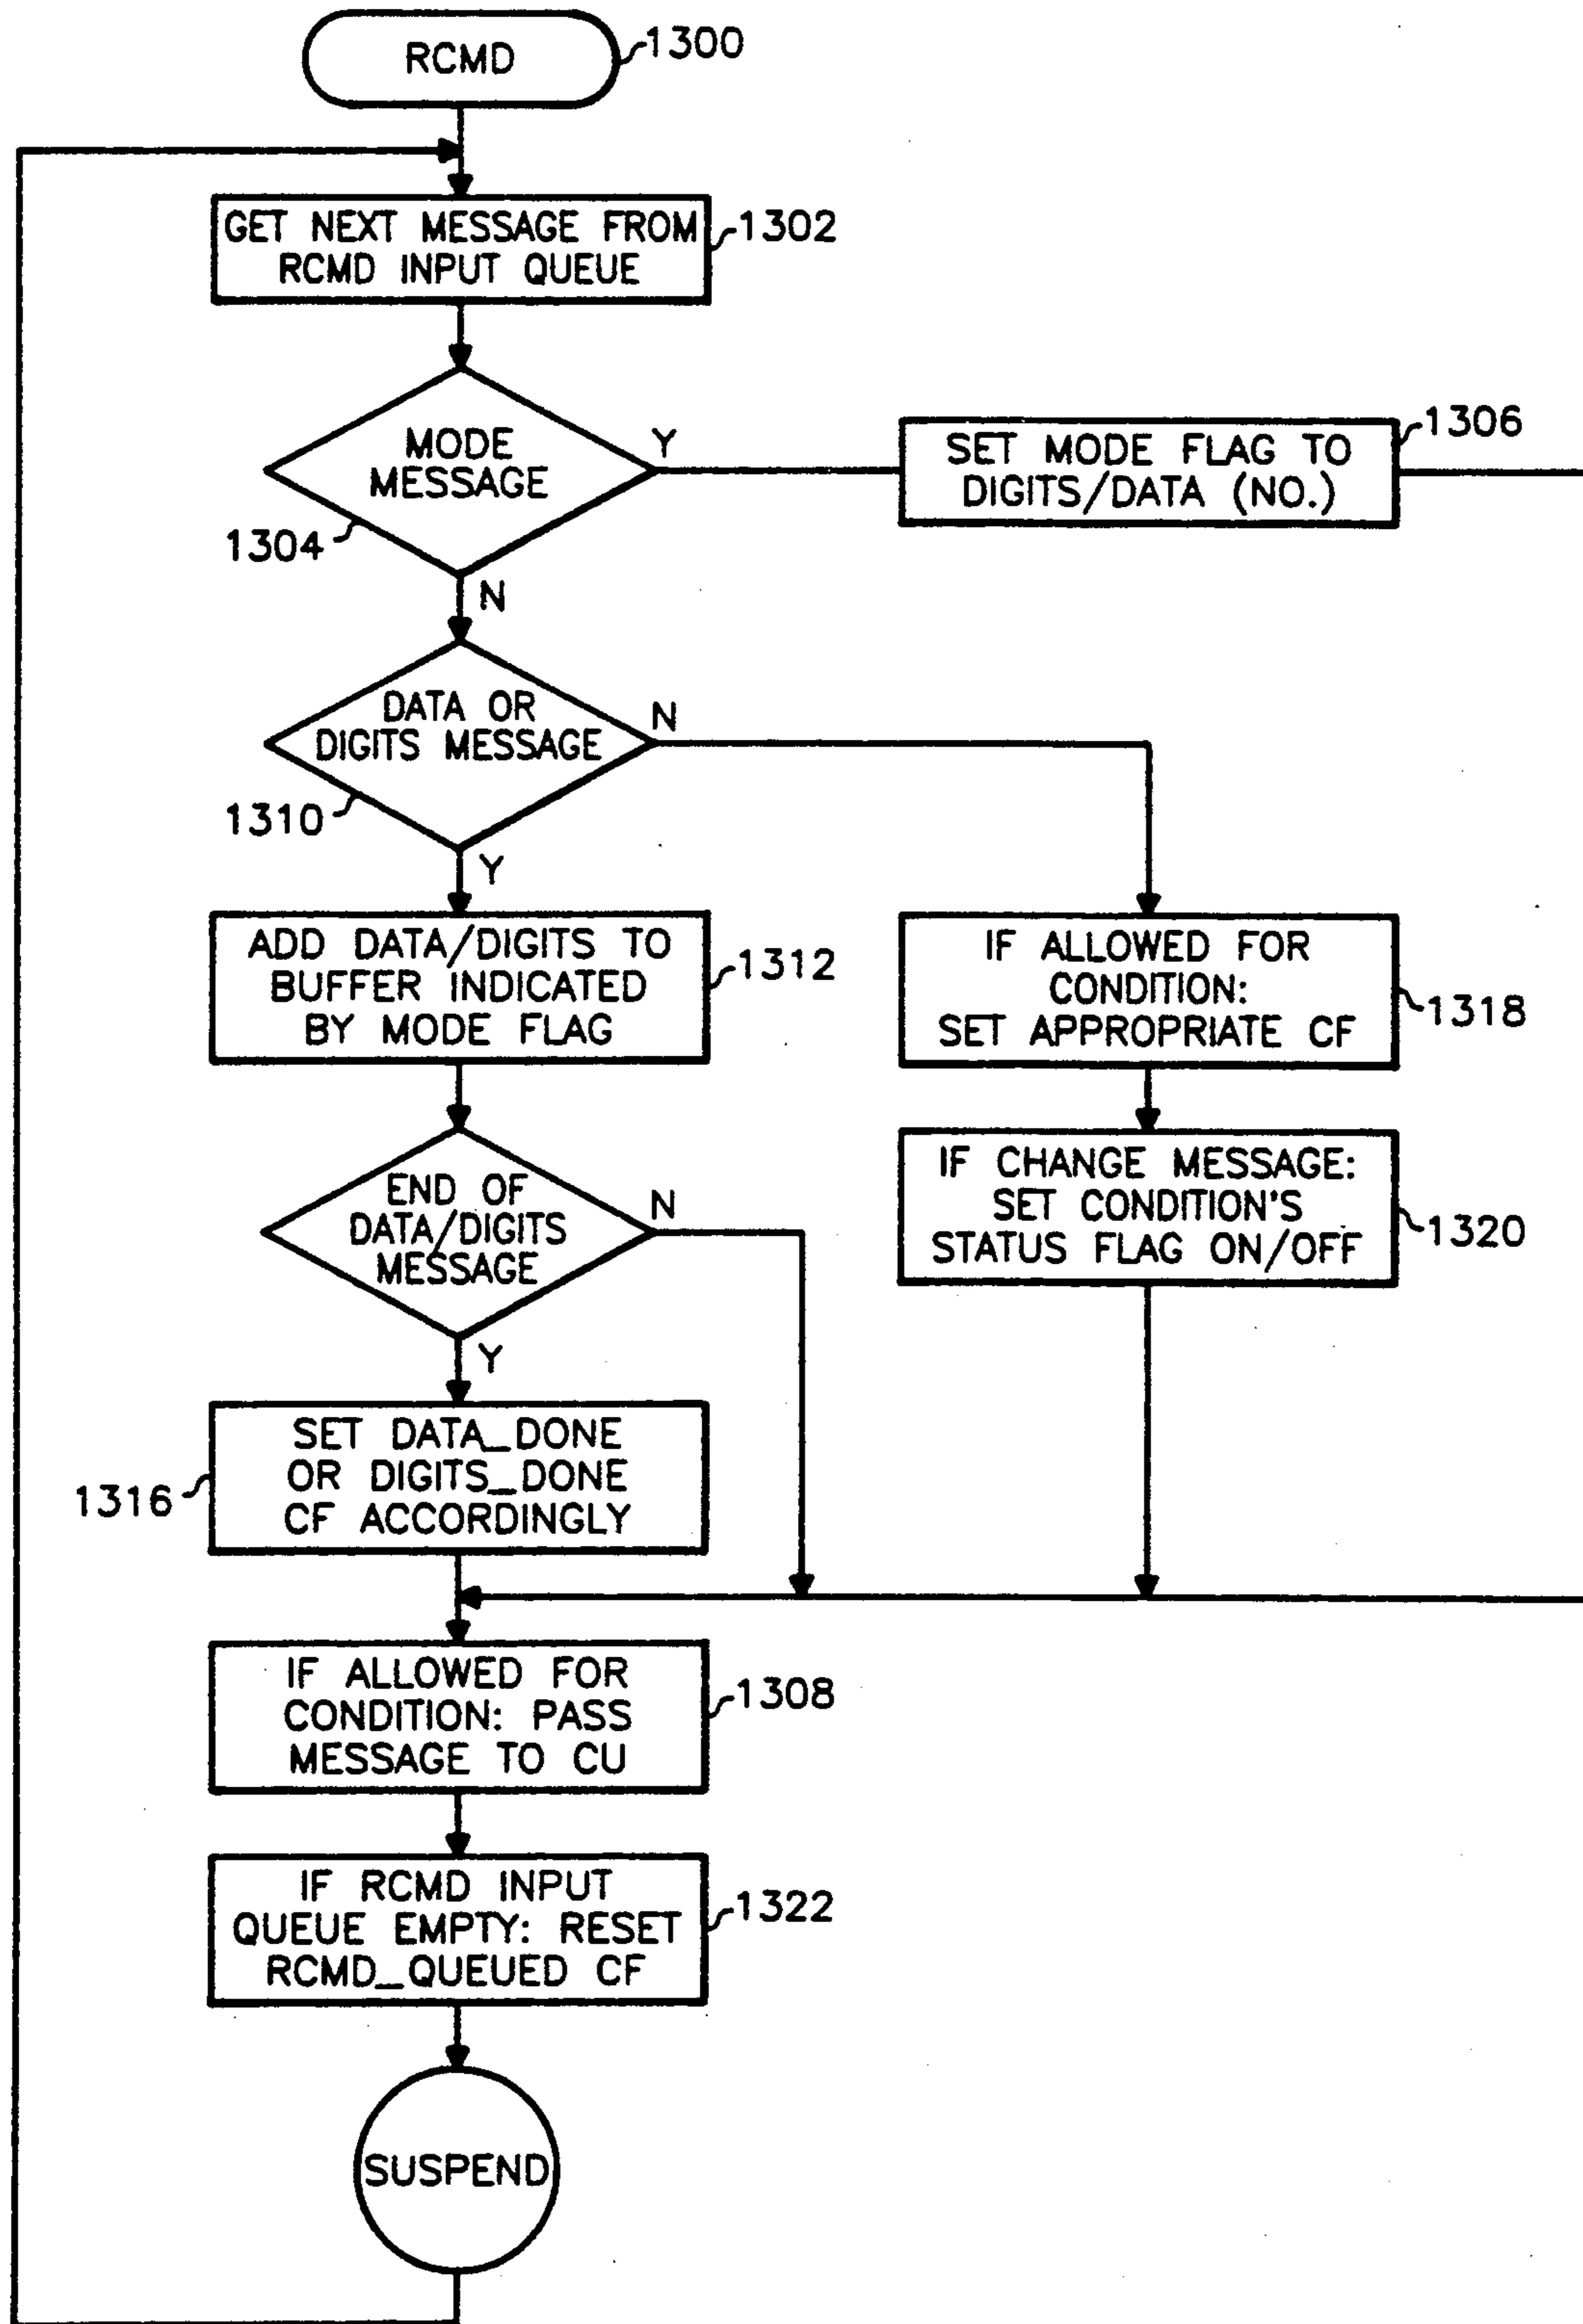 RCMD
1300
GET NEXT MESSAGE FROM
RCMD INPUT QUEUE
1302
MODE
MESSAGE
Y
1304
N
SET MODE FLAG TO
DIGITS/DATA (NO.)
1306
DATA OR
DIGITS MESSAGE
N
1310
Y
ADD DATA/DIGITS TO
BUFFER INDICATED
BY MODE FLAG
1312
IF ALLOWED FOR
CONDITION:
SET APPROPRIATE CF
1318
END OF
DATA/DIGITS
MESSAGE
N
Y
IF CHANGE MESSAGE:
SET CONDITION'S
STATUS FLAG ON/OFF
1320
SET DATA_DONE
OR DIGITS_DONE
CF ACCORDINGLY
1316
IF ALLOWED FOR
CONDITION: PASS
MESSAGE TO CU
1308
IF RCMD INPUT
QUEUE EMPTY: RESET
RCMD_QUEUED CF
1322
SUSPEND